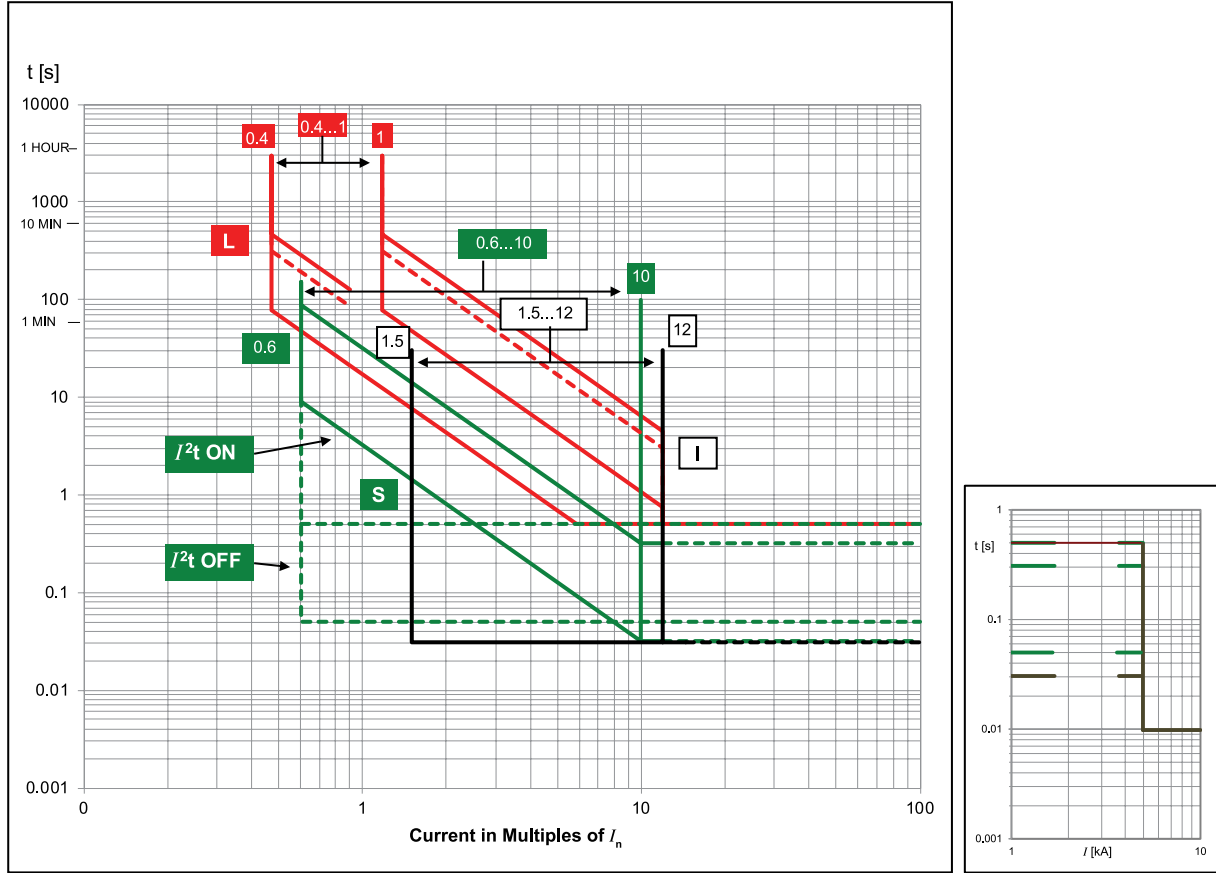 t [s]
10000
1 HOUR
1000
10 MIN
100
1 MIN
10
1
0.1
0.01
0.001
0
1
10
100
Current in Multiples of Iₙ
0.4
0.4...1
1
L
0.6...10
10
1.5...12
0.6
1.5
12
I²t ON
I
S
I²t OFF
1
t [s]
0.1
0.01
0.001
1
I [kA]
10